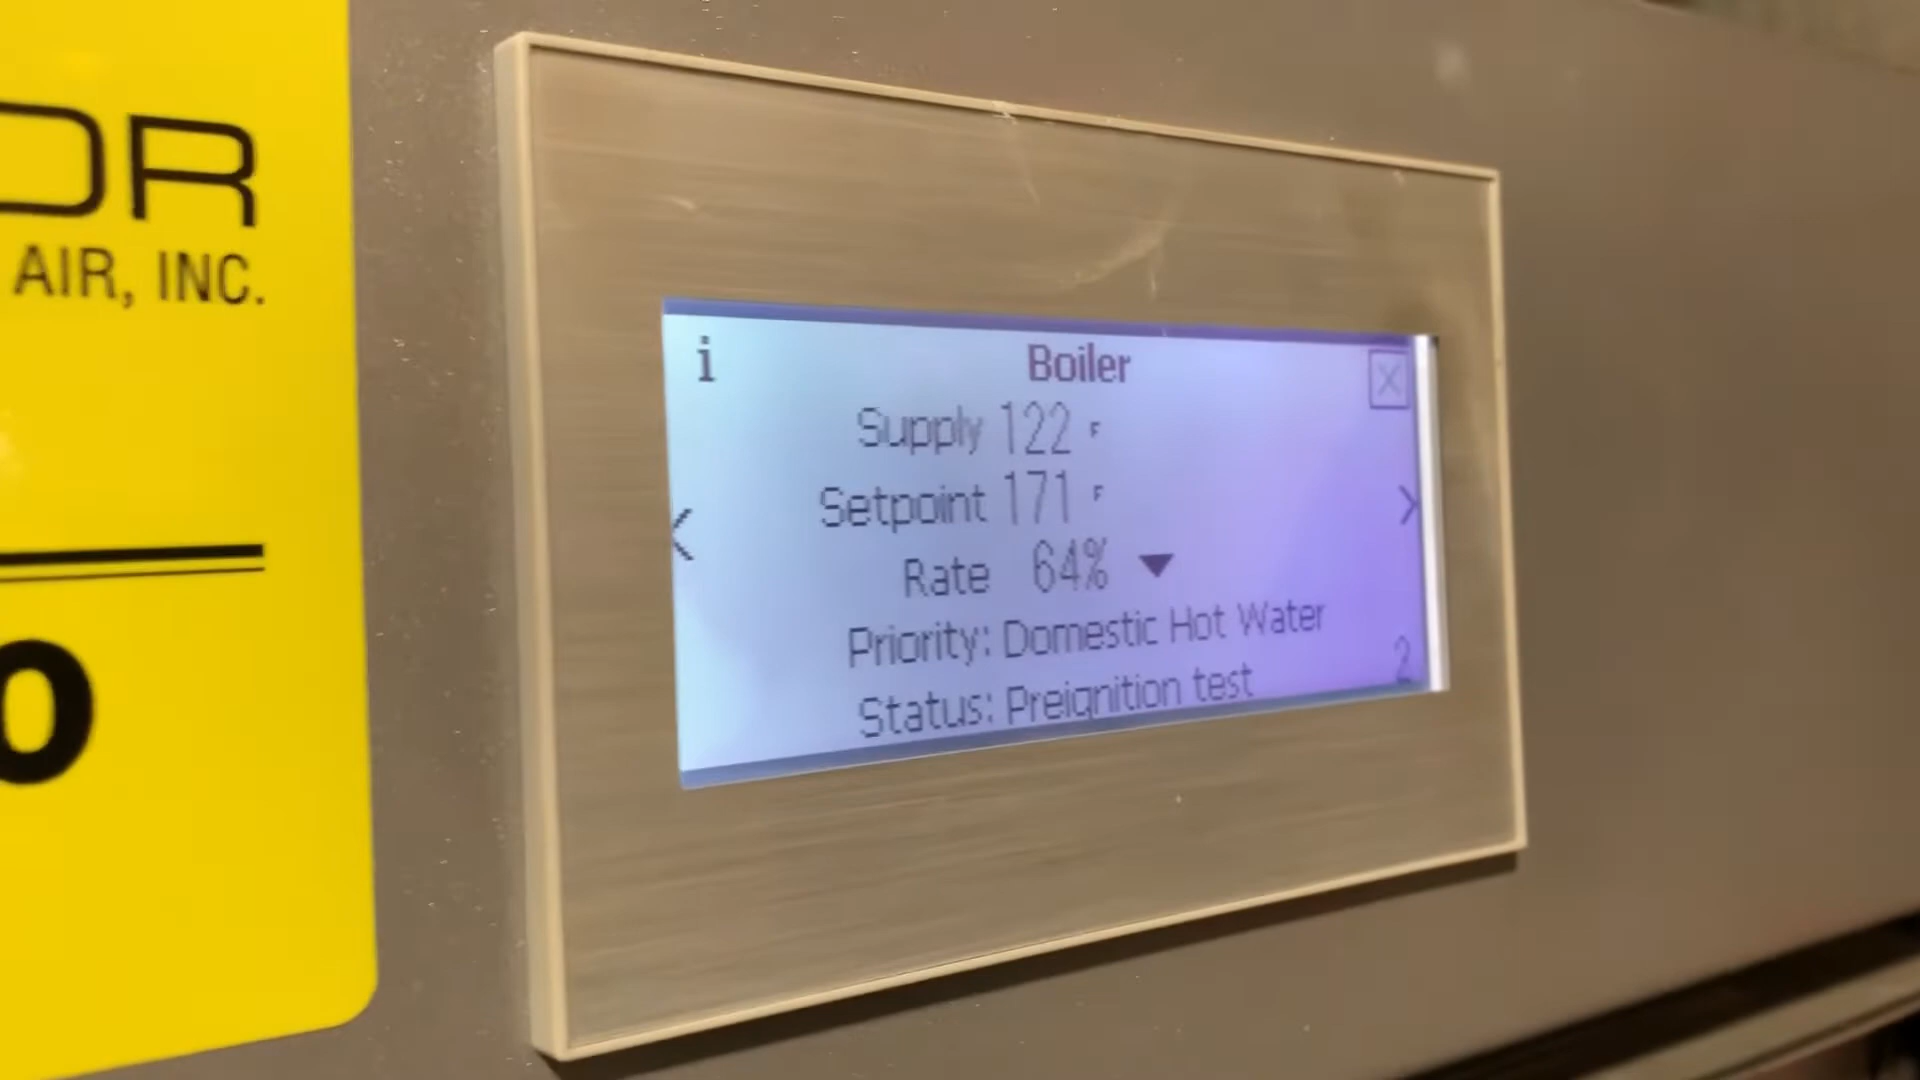 OR
AIR, INC.
0
i
Boiler
Supply 122 F
Setpoint 171 F
Rate 64%
Priority: Domestic Hot Water
Status: Preignition test
2